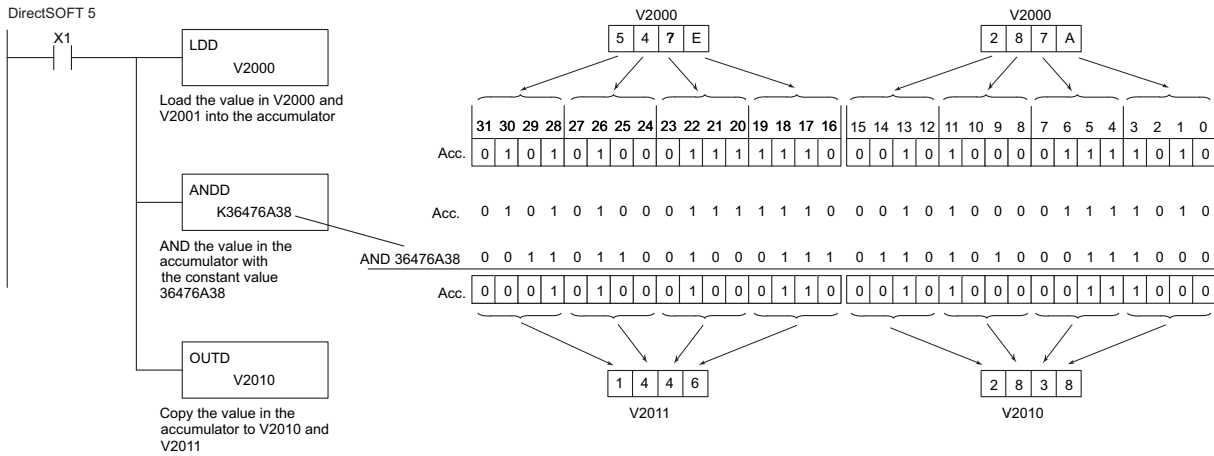 DirectSOFT 5
X1
LDD
V2000
Load the value in V2000 and
V2001 into the accumulator
ANDD
K36476A38
AND the value in the
accumulator with
the constant value
36476A38
OUTD
V2010
Copy the value in the
accumulator to V2010 and
V2011
V2000 V2000
5 4 7 E 2 8 7 A
31 30 29 28 27 26 25 24 23 22 21 20 19 18 17 16 15 14 13 12 11 10 9 8 7 6 5 4 3 2 1 0
Acc. 0 1 0 1 0 1 0 0 0 1 1 1 1 1 1 0 0 0 1 0 1 0 0 0 0 1 1 1 1 0 1 0
Acc. 0 1 0 1 0 1 0 0 0 1 1 1 1 1 1 0 0 0 1 0 1 0 0 0 0 1 1 1 1 0 1 0
AND 36476A38 0 0 1 1 0 1 1 0 0 1 0 0 0 1 1 1 0 1 1 0 1 0 1 0 0 0 1 1 1 0 0 0
Acc. 0 0 0 1 0 1 0 0 0 1 0 0 0 1 1 0 0 0 1 0 1 0 0 0 0 0 1 1 1 0 0 0
1 4 4 6 2 8 3 8
V2011 V2010